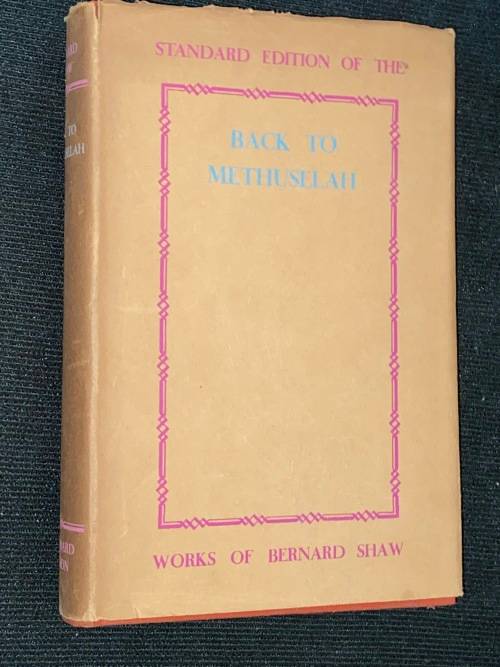 STANDARD EDITION OF THE
BACK TO
METHUSELAH
WORKS OF BERNARD SHAW